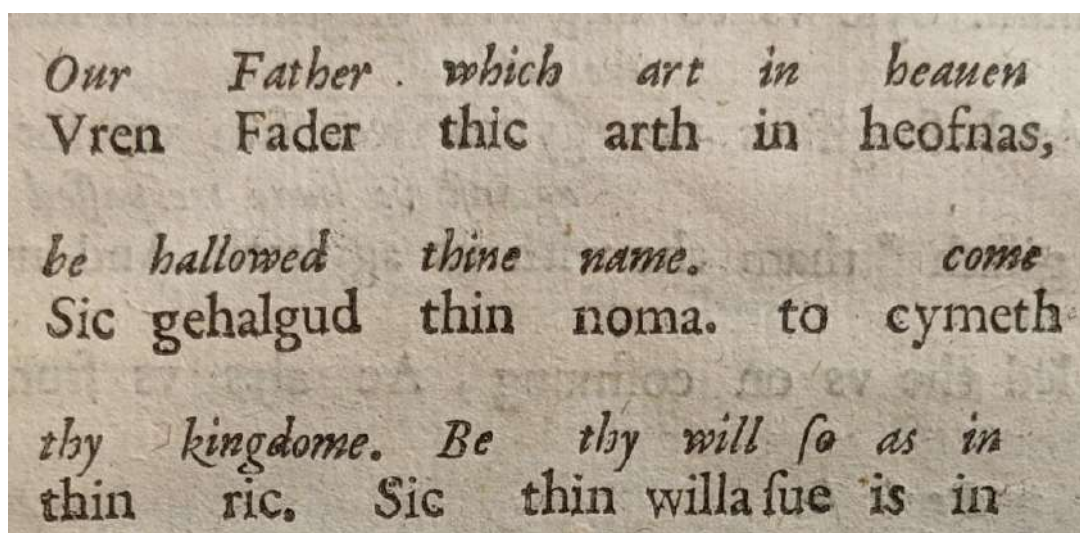 Our Father. which art in heauen
Vren Fader thic arth in heofnas,
be hallowed thine name. come
Sic gehalgud thin noma. to cymeth
thy kingdome. Be thy will ſo as in
thin ric. Sic thin willa ſue is in